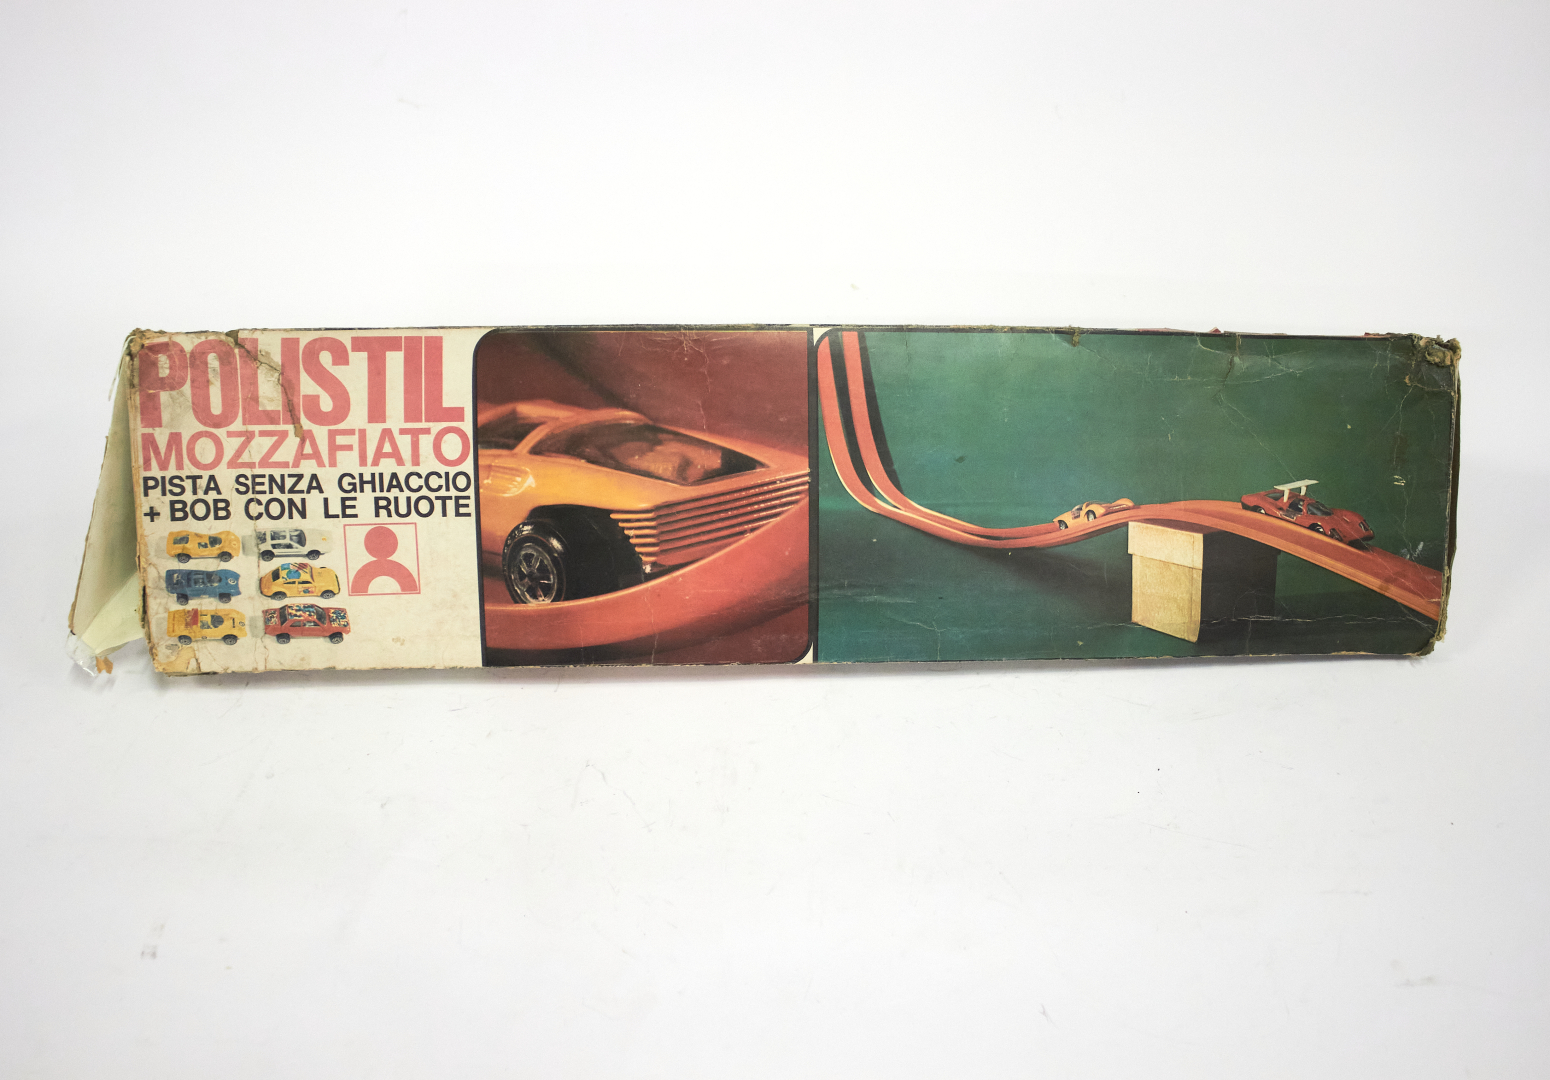 POLISTIL
MOZZAFIATO
PISTA SENZA GHIACCIO
+ BOB CON LE RUOTE